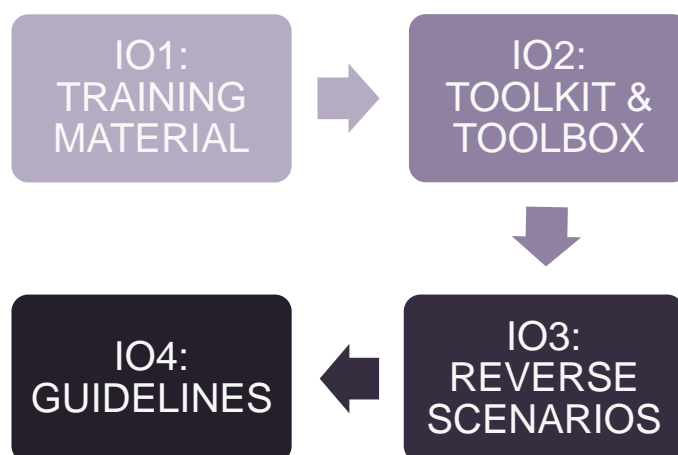 IO1:
TRAINING
MATERIAL
IO2:
TOOLKIT &
TOOLBOX
IO3:
REVERSE
SCENARIOS
IO4:
GUIDELINES